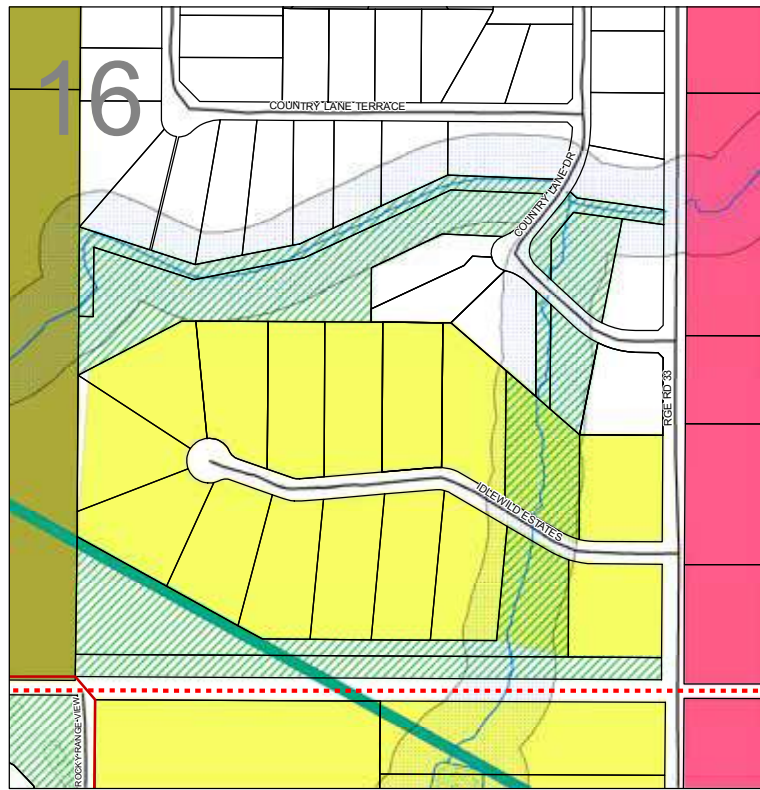 16
COUNTRY LANE TERRACE
COUNTRY LANE DR
RGE RD 33
IDLEWILD ESTATES
ROCKY RANGE VIEW